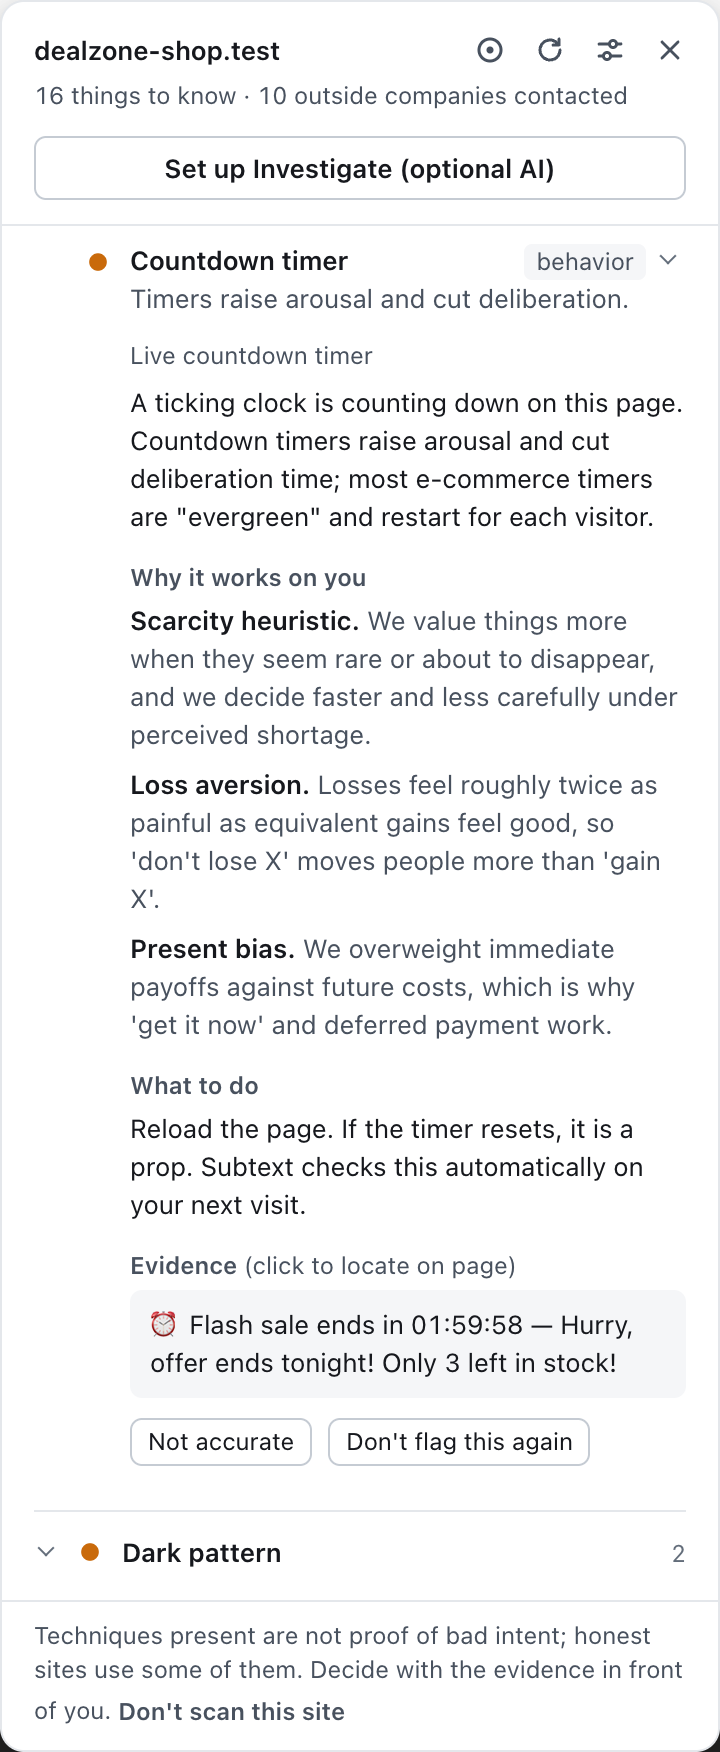 dealzone-shop.test
16 things to know · 10 outside companies contacted
Set up Investigate (optional AI)
Countdown timer
behavior
Timers raise arousal and cut deliberation.
Live countdown timer
A ticking clock is counting down on this page.
Countdown timers raise arousal and cut
deliberation time; most e-commerce timers
are "evergreen" and restart for each visitor.
Why it works on you
Scarcity heuristic. We value things more
when they seem rare or about to disappear,
and we decide faster and less carefully under
perceived shortage.
Loss aversion. Losses feel roughly twice as
painful as equivalent gains feel good, so
'don't lose X' moves people more than 'gain
X'.
Present bias. We overweight immediate
payoffs against future costs, which is why
'get it now' and deferred payment work.
What to do
Reload the page. If the timer resets, it is a
prop. Subtext checks this automatically on
your next visit.
Evidence (click to locate on page)
⏰ Flash sale ends in 01:59:58 — Hurry,
offer ends tonight! Only 3 left in stock!
Not accurate
Don't flag this again
Dark pattern
2
Techniques present are not proof of bad intent; honest
sites use some of them. Decide with the evidence in front
of you. Don't scan this site